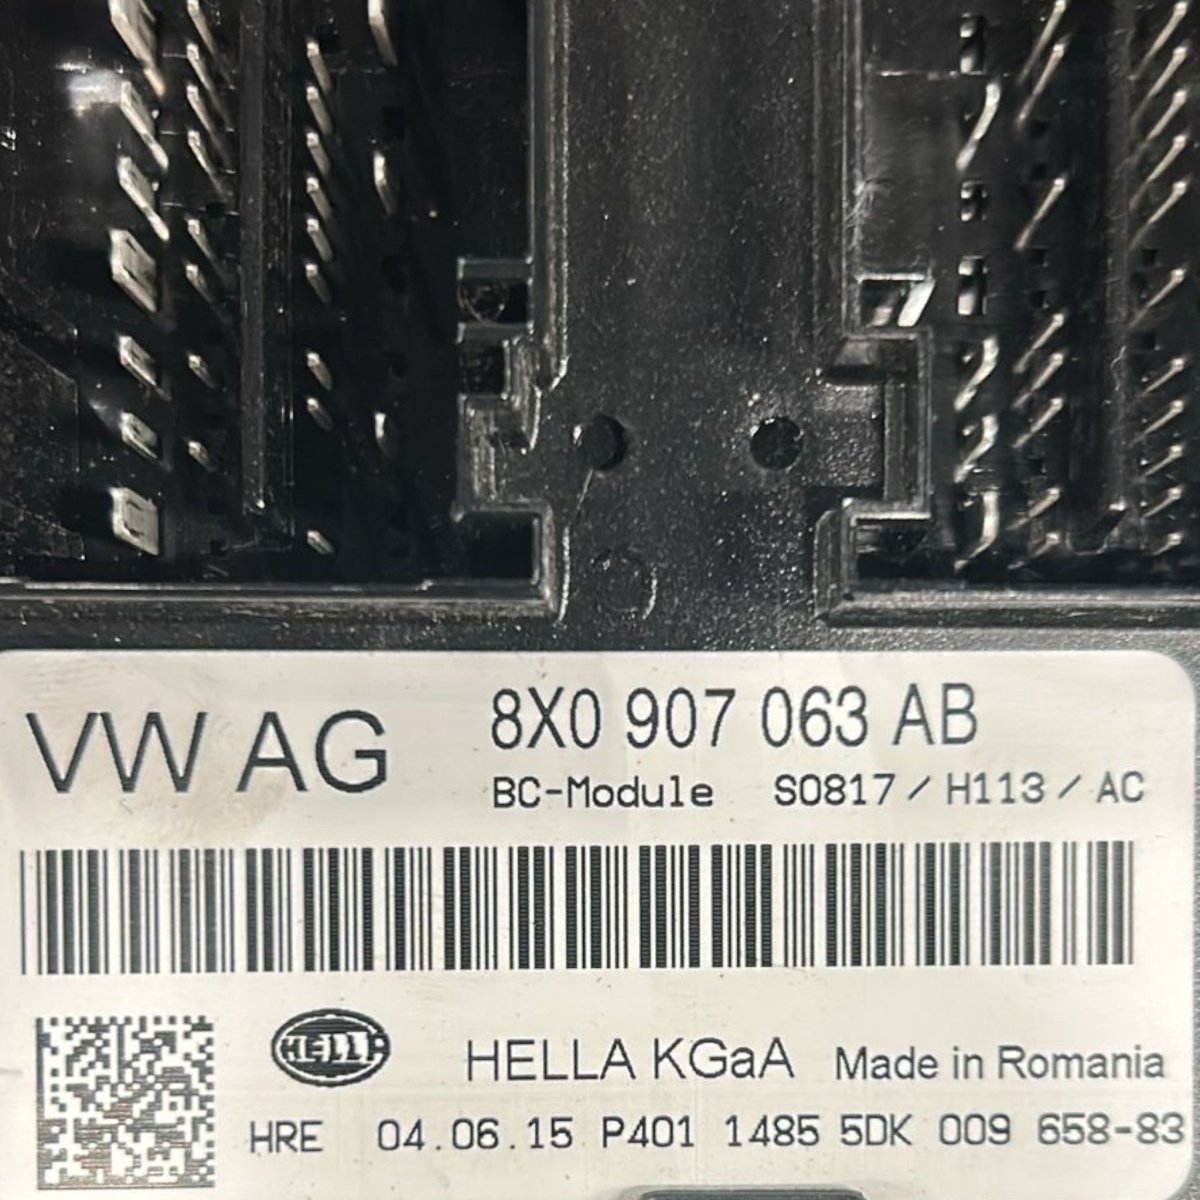 VW AG 8X0 907 063 AB
BC-Module S0817 / H113 / AC
HELLA HELLA KGaA Made in Romania
HRE 04.06.15 P401 1485 5DK 009 658-83